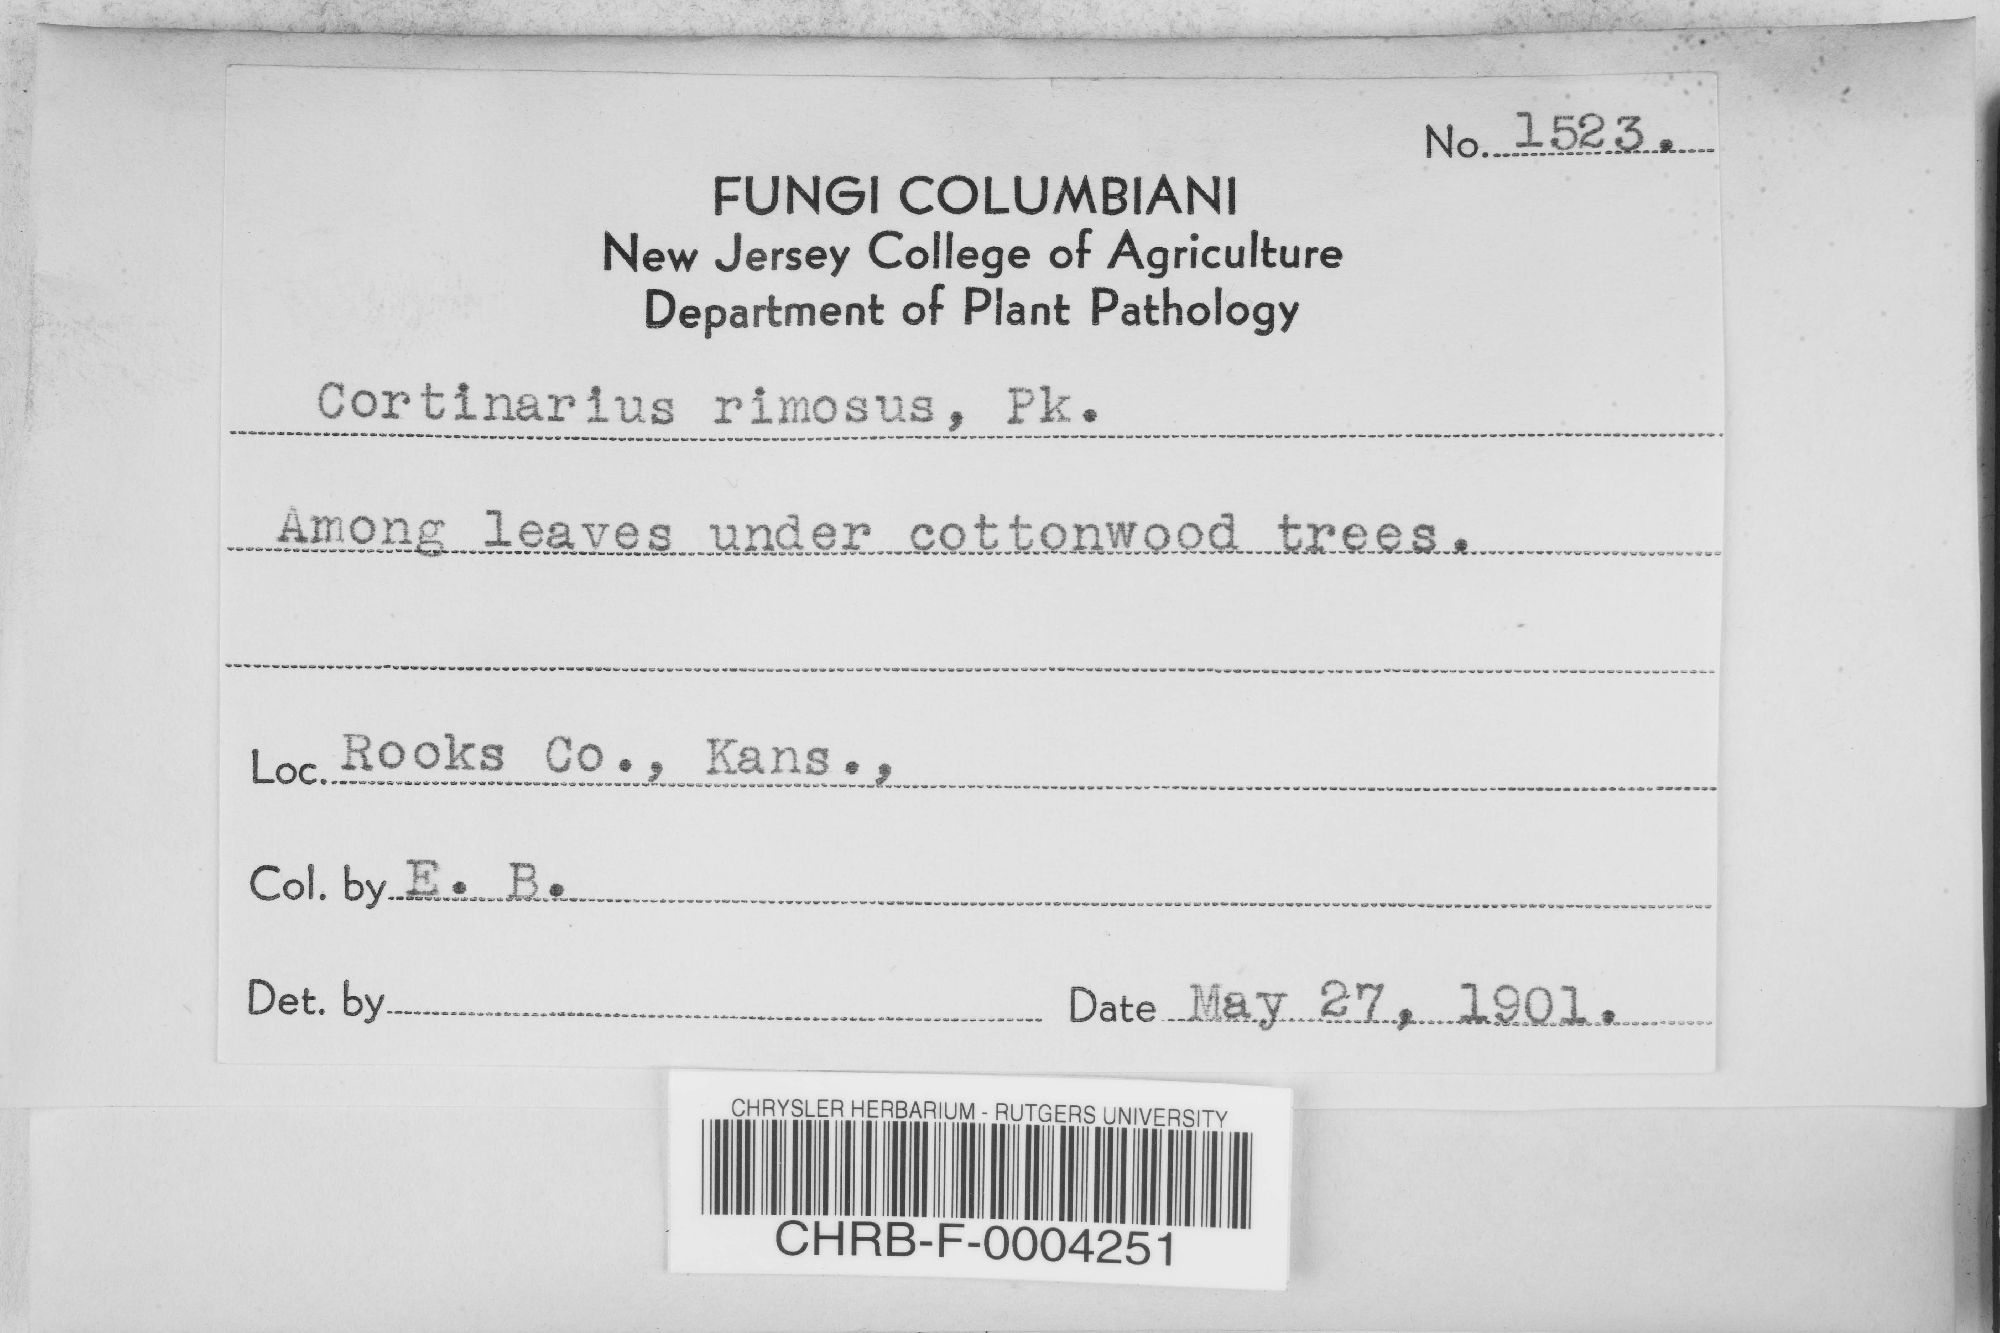 No. 1523.
FUNGI COLUMBIANI
New Jersey College of Agriculture
Department of Plant Pathology
Cortinarius rimosus, Pk.
Among leaves under cottonwood trees.
Loc. Rooks Co., Kans.,
Col. by E. B.
Det. by
Date May 27, 1901.
CHRYSLER HERBARIUM - RUTGERS UNIVERSITY
CHRB-F-0004251